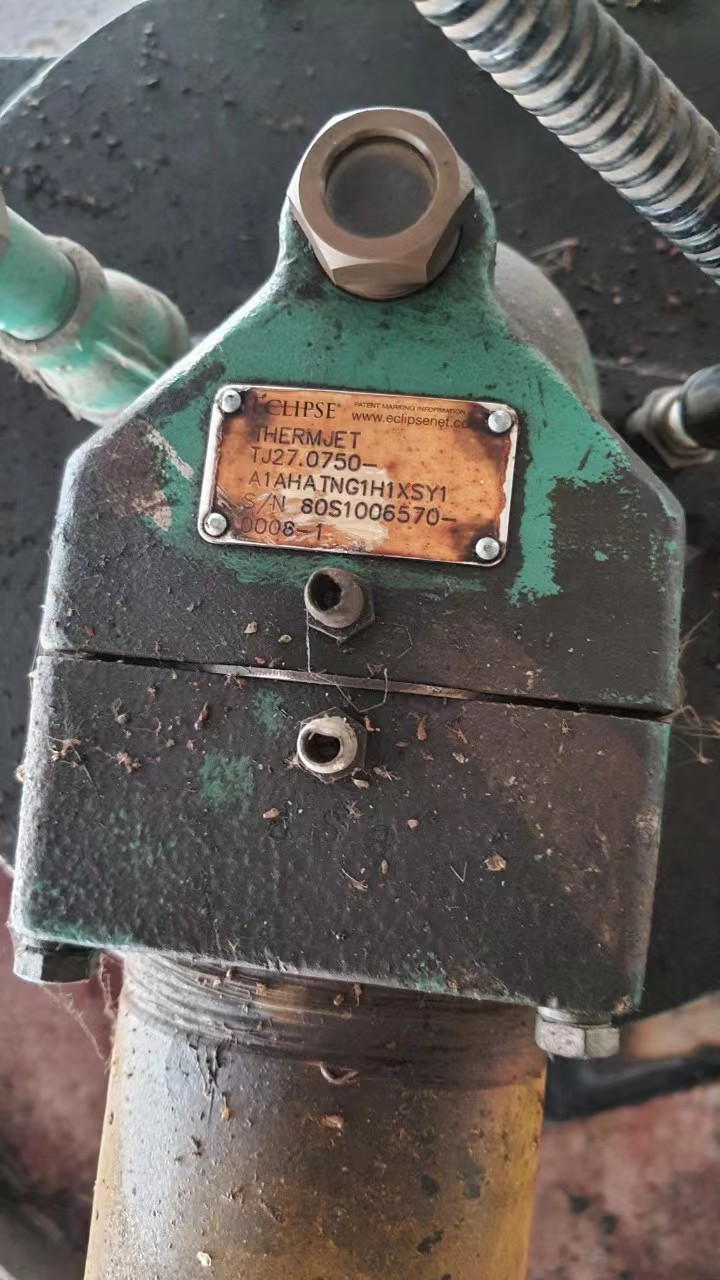 ECLIPSE®
PATENT MARKING INFORMATION
www.eclipsenet.co
THERMJET
TJ27.0750-
A1AHATNG1H1XSY1
S/N 80S1006570-
0008-1